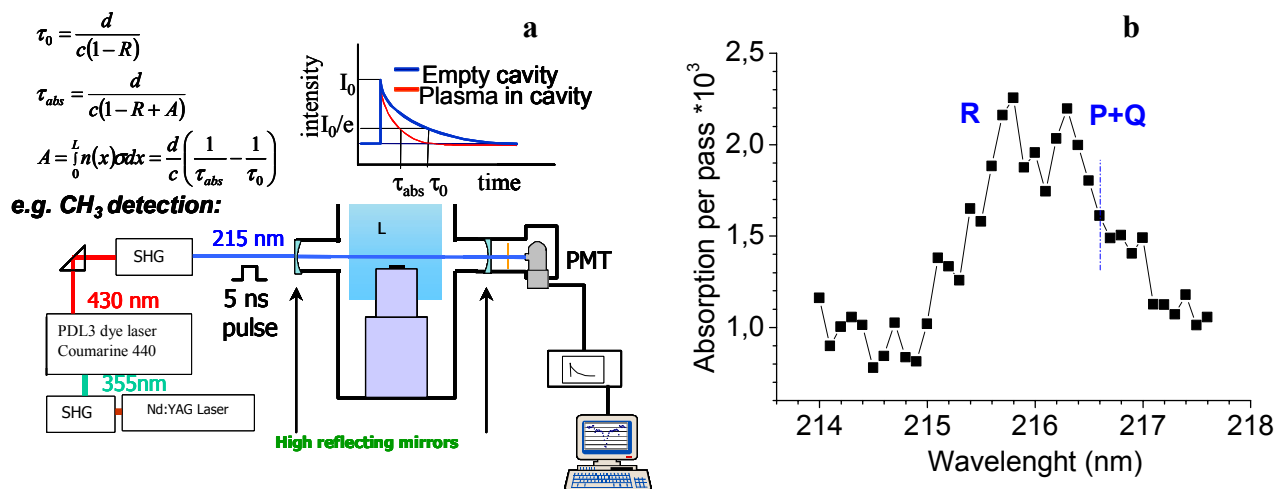 a
τ₀ = d / c(1−R)
τ_abs = d / c(1−R+A)
A = ∫₀ᴸ n(x)σdx = d/c (1/τ_abs − 1/τ₀)
e.g. CH₃ detection:
intensity
I₀
I₀/e
Empty cavity
Plasma in cavity
τ_abs τ₀ time
SHG
215 nm
L
PMT
430 nm
5 ns
pulse
PDL3 dye laser
Coumarine 440
355nm
SHG
Nd:YAG Laser
High reflecting mirrors
b
Absorption per pass *10³
2,5
2,0
1,5
1,0
R
P+Q
214 215 216 217 218
Wavelenght (nm)